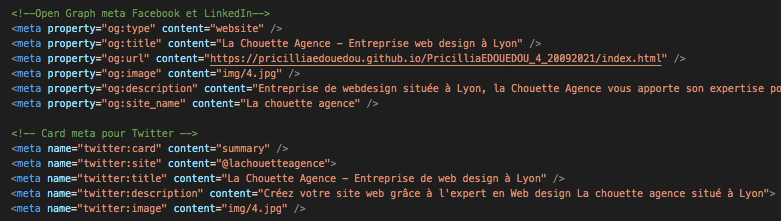 <!--Open Graph meta Facebook et LinkedIn-->
<meta property="og:type" content="website" />
<meta property="og:title" content="La Chouette Agence - Entreprise web design à Lyon" />
<meta property="og:url" content="https://pricilliaedouedou.github.io/PricilliaEDOUEDOU_4_20092021/index.html" />
<meta property="og:image" content="img/4.jpg" />
<meta property="og:description" content="Entreprise de webdesign située à Lyon, la Chouette Agence vous apporte son expertise po
<meta property="og:site_name" content="La chouette agence" />
<!-- Card meta pour Twitter -->
<meta name="twitter:card" content="summary" />
<meta name="twitter:site" content="@lachouetteagence">
<meta name="twitter:title" content="La Chouette Agence - Entreprise de web design à Lyon" />
<meta name="twitter:description" content="Créez votre site web grâce à l'expert en Web design La chouette agence situé à Lyon">
<meta name="twitter:image" content="img/4.jpg" />